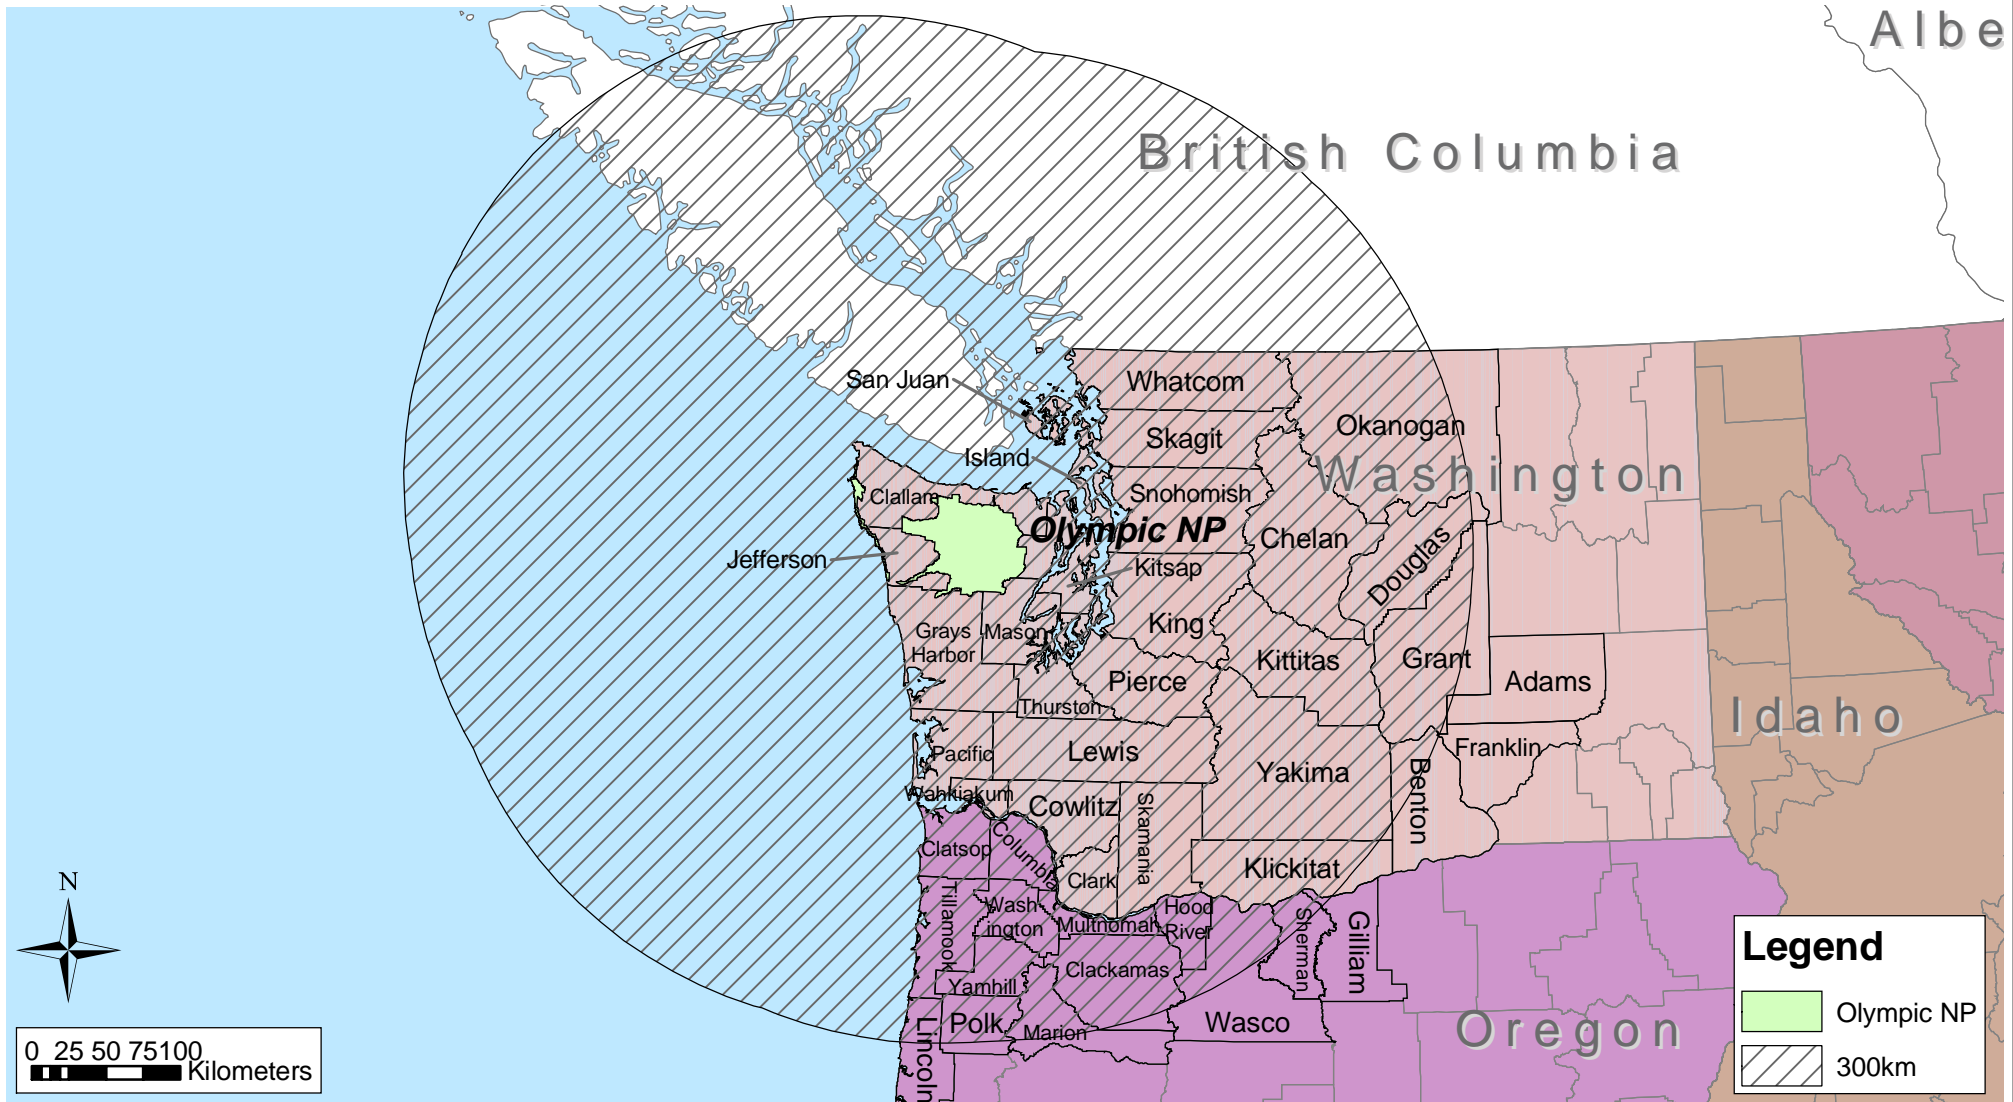 Albe
British Columbia
San Juan
Whatcom
Okanogan
Skagit
Island
Washington
Clallam
Snohomish
Olympic NP
Chelan
Douglas
Jefferson
Kitsap
King
Grays
Harbor
Mason
Kittitas
Grant
Pierce
Adams
Thurston
Idaho
Pacific
Lewis
Franklin
Yakima
Benton
Wahkiakum
Cowlitz
Skamania
Clatsop
Columbia
Clark
Klickitat
N
Tillamook
Wash
ington
Multnomah
Hood
River
Sherman
Gilliam
Clackamas
Yamhill
Lincoln
Polk
Marion
Wasco
Oregon
0 25 50 75100
Kilometers
Legend
Olympic NP
300km